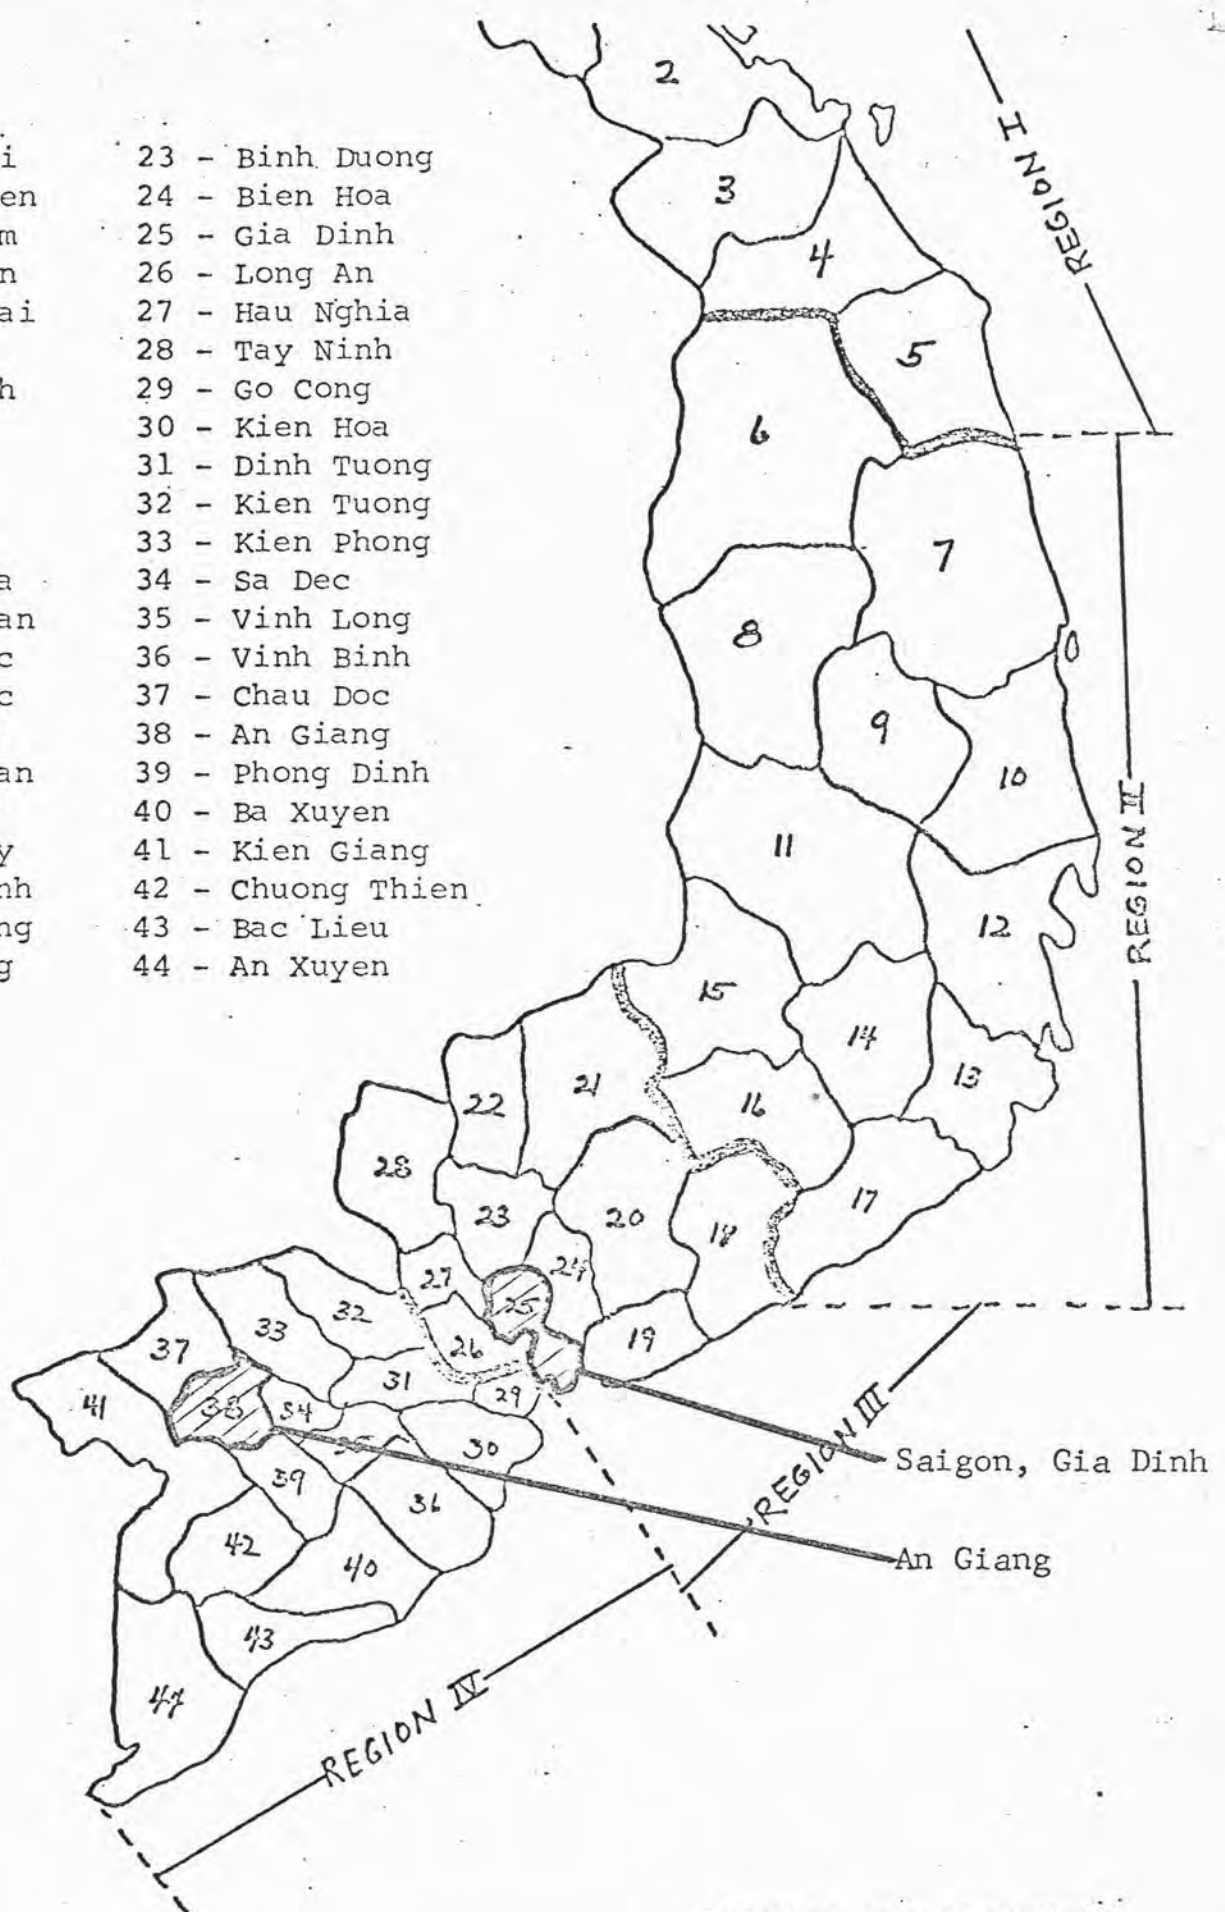 i 23 - Binh Duong
en 24 - Bien Hoa
m 25 - Gia Dinh
n 26 - Long An
ai 27 - Hau Nghia
28 - Tay Ninh
h 29 - Go Cong
30 - Kien Hoa
31 - Dinh Tuong
32 - Kien Tuong
33 - Kien Phong
a 34 - Sa Dec
an 35 - Vinh Long
c 36 - Vinh Binh
c 37 - Chau Doc
38 - An Giang
an 39 - Phong Dinh
40 - Ba Xuyen
y 41 - Kien Giang
nh 42 - Chuong Thien
ng 43 - Bac Lieu
g 44 - An Xuyen
2
3
4
5
6
7
8
9
10
11
12
15
14
13
21
22
16
28
23
20
18
17
24
27
25
32
33
26
19
37
31
29
41
38
34
30
39
36
42
40
43
44
REGION I
REGION II
REGION III
REGION IV
Saigon, Gia Dinh
An Giang